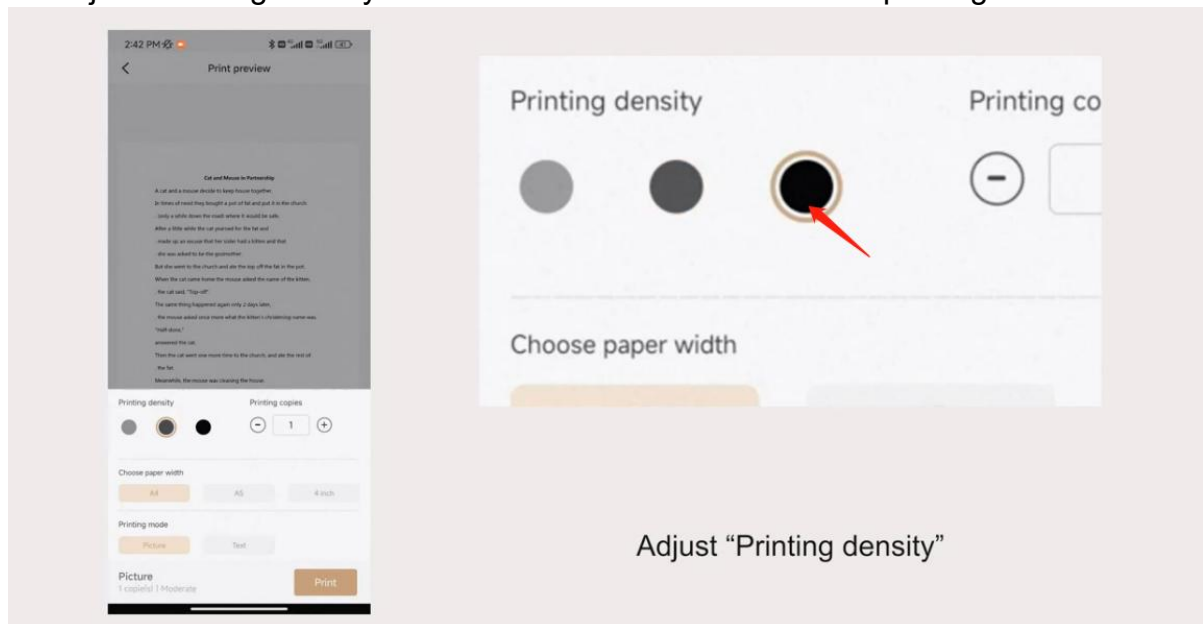 2:42 PM
Print preview
Cat and Mouse in Partnership
A cat and a mouse decide to keep house together.
In times of need they bought a pot of fat and put it in the church
(only a while down the road) where it would be safe.
After a little while the cat yearned for the fat and
made up an excuse that her sister had a kitten and that
she was asked to be the godmother
But she went to the church and ate the top off the fat in the pot.
When the cat came home the mouse asked the name of the kitten,
the cat said, "Top-off".
The same thing happened again only 2 days later,
the mouse asked once more what the kitten's christening name was.
"Half-done,"
answered the cat.
Then the cat went one more time to the church, and ate the rest of
the fat.
Meanwhile, the mouse was cleaning the house
Printing density
Printing copies
1
Choose paper width
A4
A5
4 inch
Printing mode
Picture
Text
Picture
1 copie(s) 1 Moderate
Print
Printing density
Printing co
Choose paper width
Adjust “Printing density”